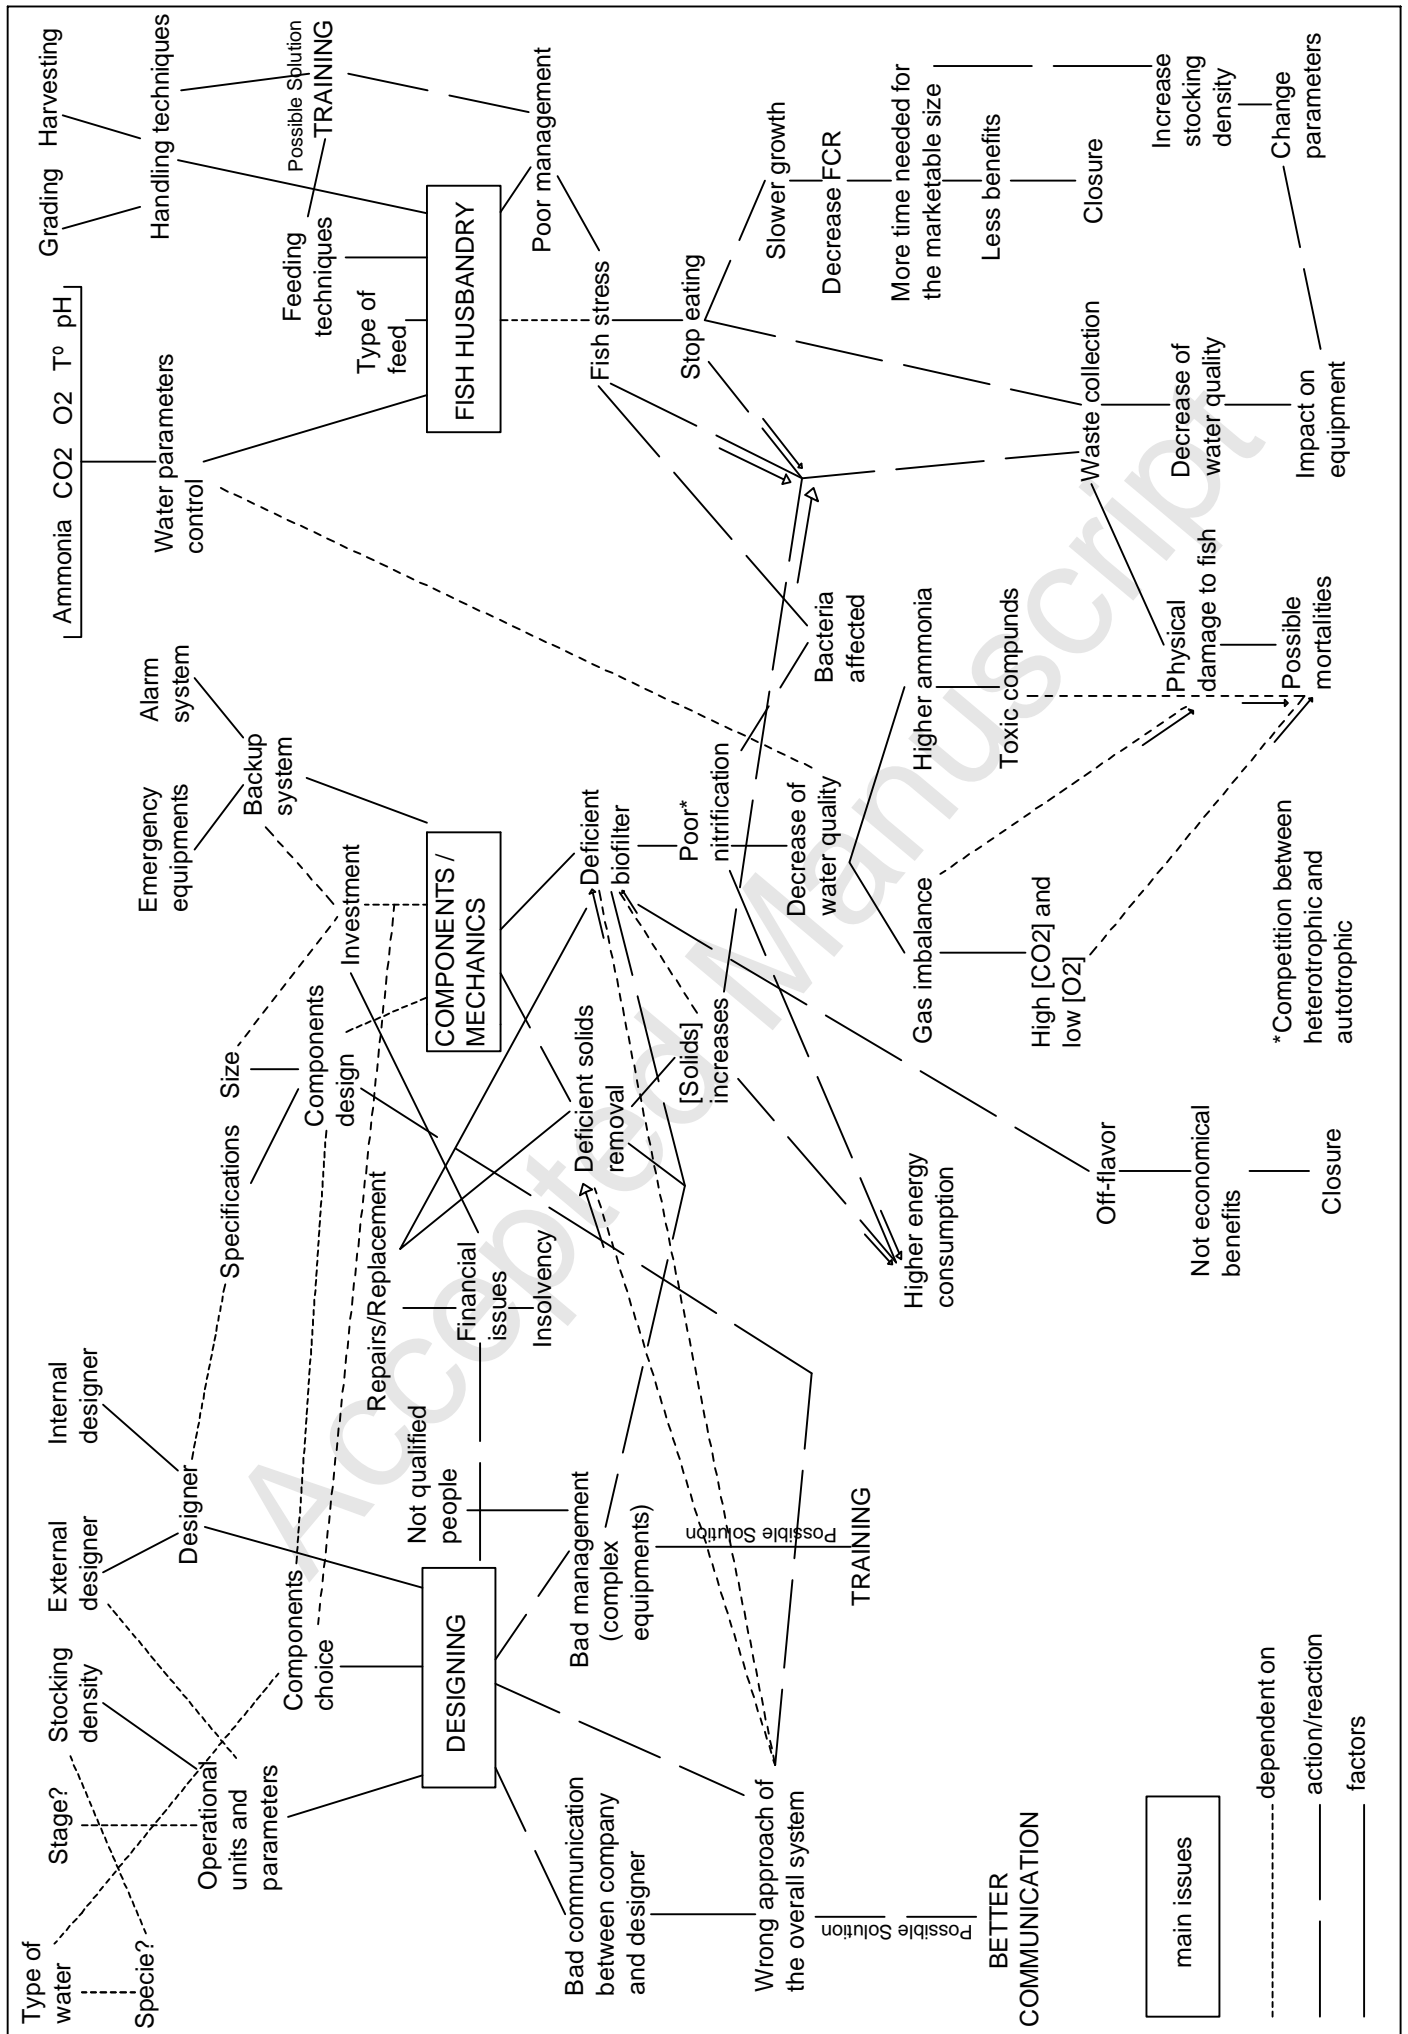 Type of
water
Specie?
Stage?
Stocking
density
External
designer
Internal
designer
Operational
units and
parameters
Components
choice
Designer
Specifications
Size
Components
design
Investment
Backup
system
Emergency
equipments
Alarm
system
Ammonia CO2 O2 Tº pH
Water parameters
control
Type of
feed
Feeding
techniques
Grading
Harvesting
Handling techniques
Possible Solution
TRAINING
DESIGNING
COMPONENTS /
MECHANICS
FISH HUSBANDRY
Bad communication
between company
and designer
Wrong approach of
the overall system
Possible Solution
BETTER
COMMUNICATION
Not qualified
people
Bad management
(complex
equipments)
Possible Solution
TRAINING
Repairs/Replacement
Financial
issues
Insolvency
Deficient solids
removal
[Solids]
increases
Higher energy
consumption
Deficient
biofilter
Poor*
nitrification
Decrease of
water quality
Gas imbalance
High [CO2] and
low [O2]
Higher ammonia
Toxic compunds
Bacteria
affected
Off-flavor
Not economical
benefits
Closure
Poor management
Fish stress
Stop eating
Slower growth
Decrease FCR
More time needed for
the marketable size
Less benefits
Closure
Increase
stocking
density
Change
parameters
Waste collection
Decrease of
water quality
Impact on
equipment
Physical
damage to fish
Possible
mortalities
*Competition between
heterotrophic and
autotrophic
main issues
dependent on
action/reaction
factors
Accepted Manuscript